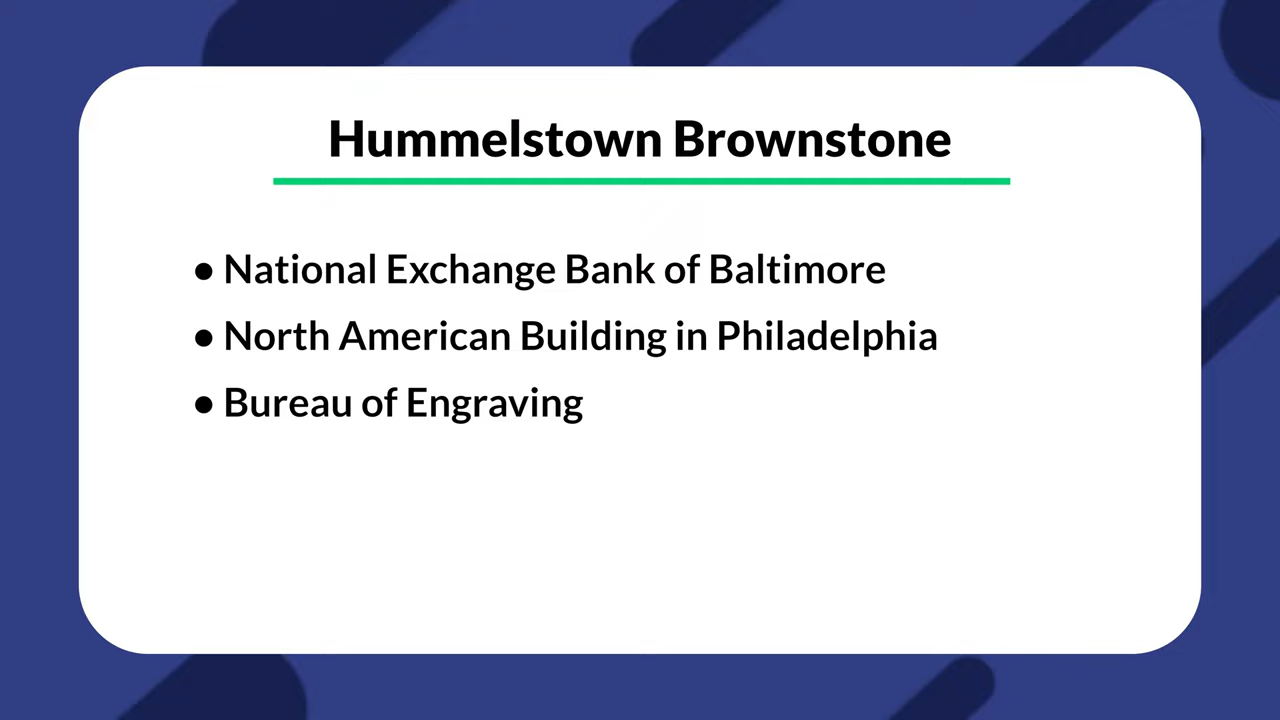 Hummelstown Brownstone
● National Exchange Bank of Baltimore
● North American Building in Philadelphia
● Bureau of Engraving